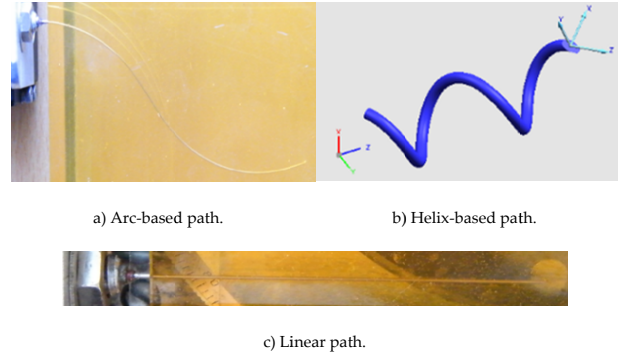 X
Y
Z
X
Z
Y
a) Arc-based path.
b) Helix-based path.
c) Linear path.